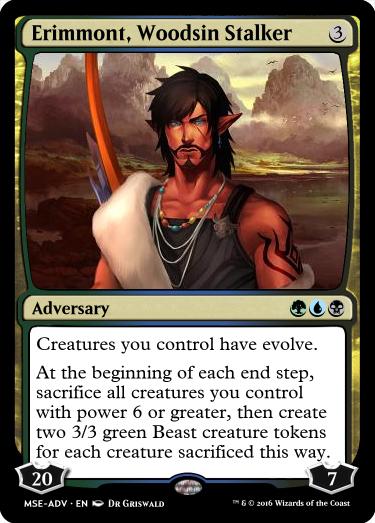 Erimmont, Woodsin Stalker 3
Adversary
Creatures you control have evolve.
At the beginning of each end step,
sacrifice all creatures you control
with power 6 or greater, then create
two 3/3 green Beast creature tokens
for each creature sacrificed this way.
20
7
MSE-ADV • EN DR GRISWALD
™ & © 2016 Wizards of the Coast